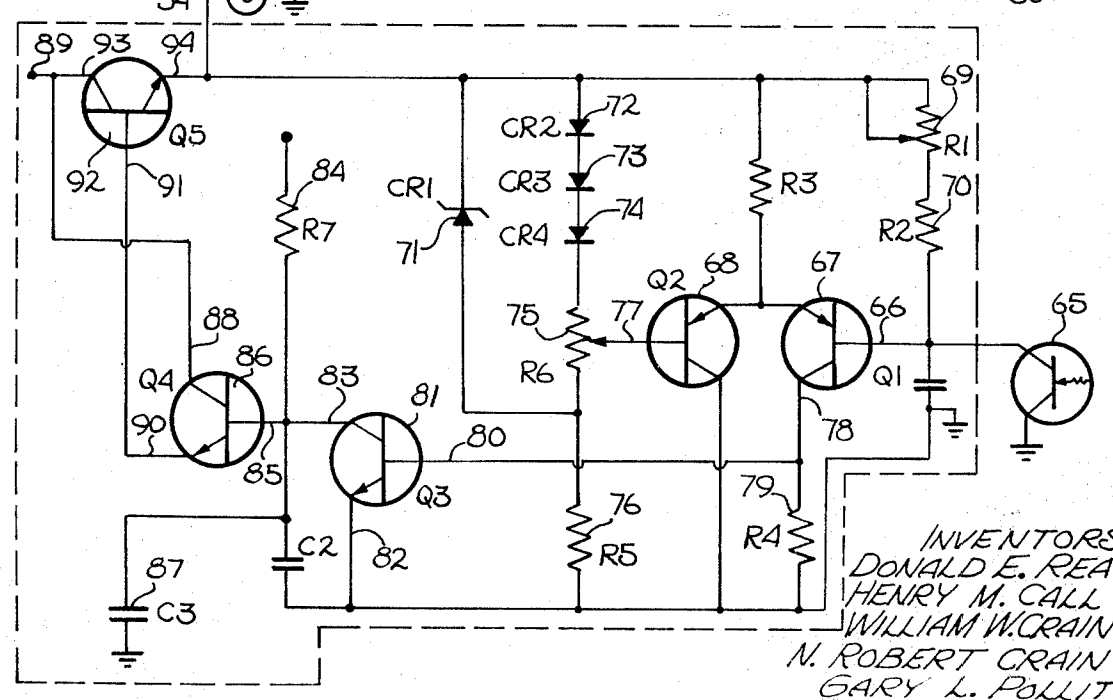 89
93
94
Q5
92
91
84
R7
CR1
71
CR2
72
CR3
73
CR4
74
75
R6
76
R5
77
Q2
68
67
66
R3
69
R1
70
R2
65
Q1
78
79
R4
88
86
Q4
90
85
83
81
80
Q3
82
C2
87
C3
INVENTORS
DONALD E. REA
HENRY M. CALL
WILLIAM W. CRAIN
N. ROBERT CRAIN
GARY L. POLLIT